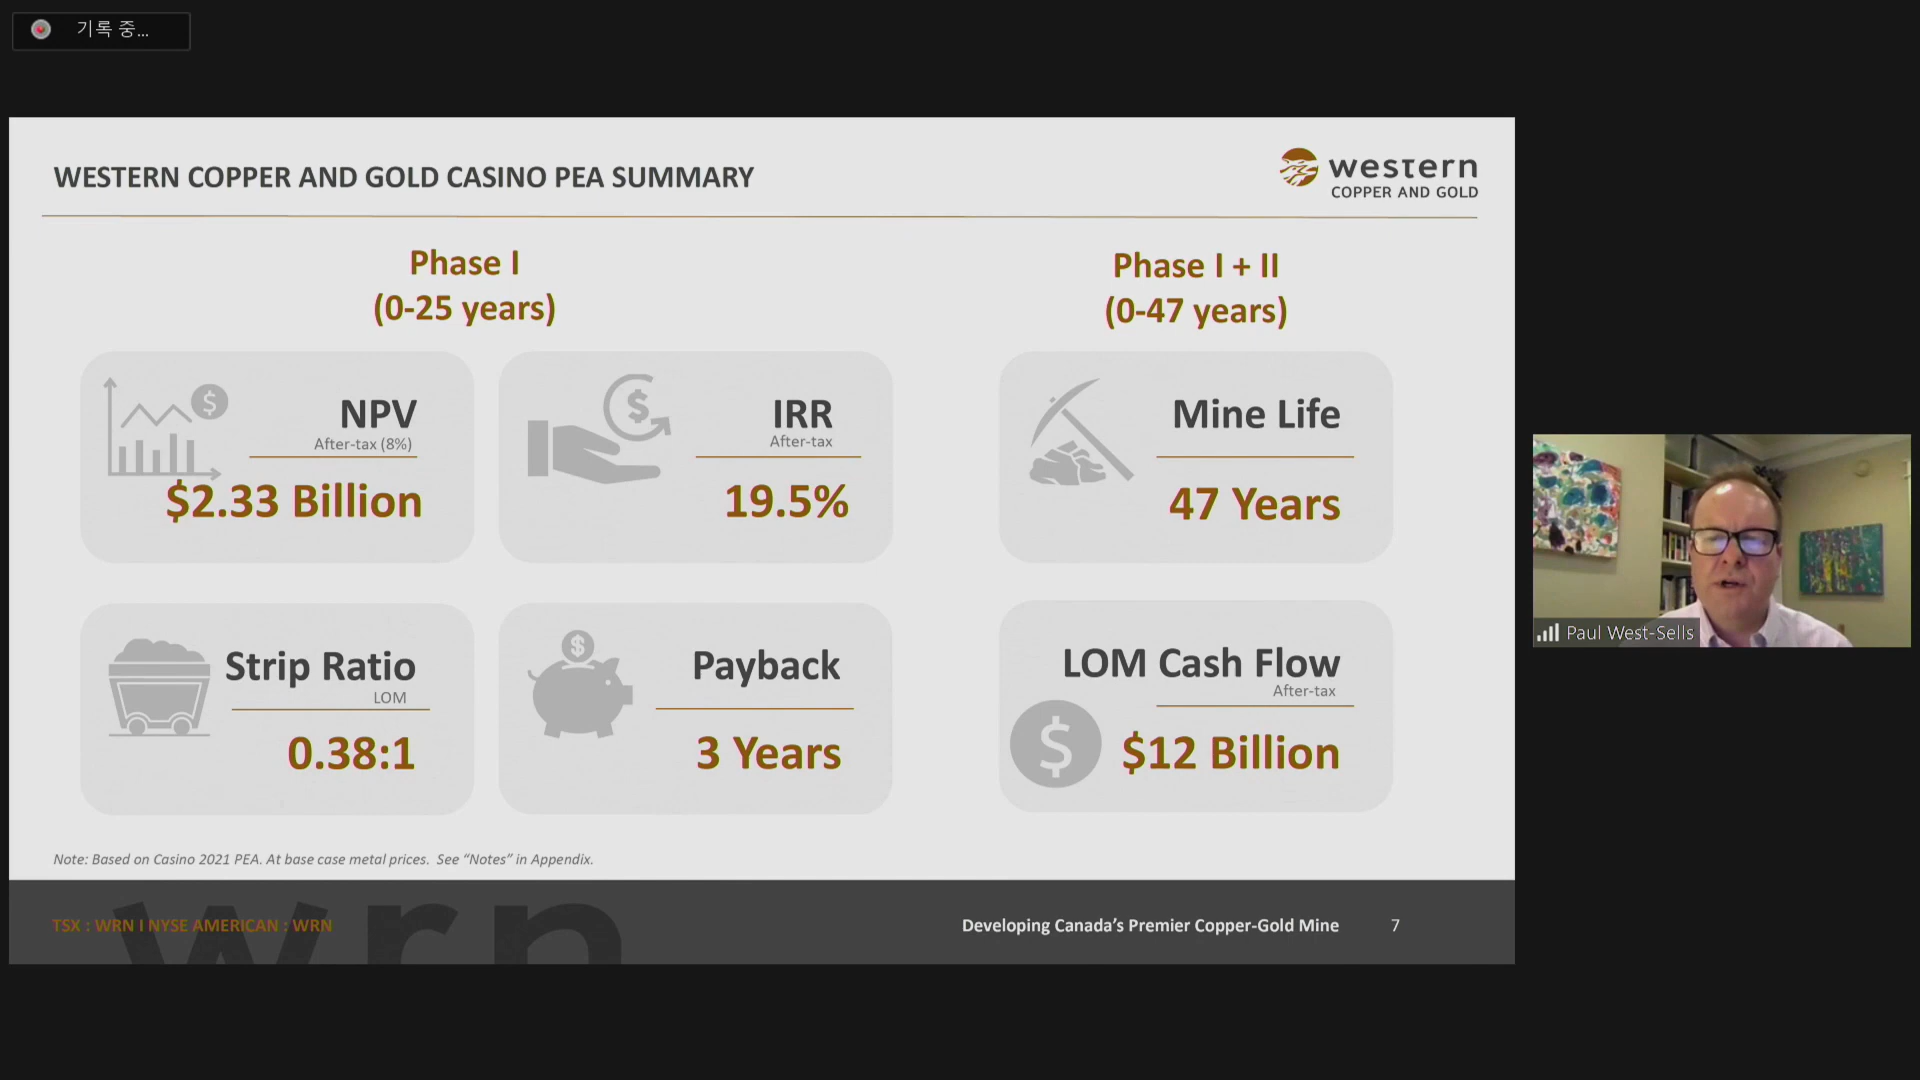 기록 중...
WESTERN COPPER AND GOLD CASINO PEA SUMMARY
western
COPPER AND GOLD
Phase I
(0-25 years)
Phase I + II
(0-47 years)
NPV
After-tax (8%)
$2.33 Billion
IRR
After-tax
19.5%
Mine Life
47 Years
Strip Ratio
LOM
0.38:1
Payback
3 Years
LOM Cash Flow
After-tax
$12 Billion
Note: Based on Casino 2021 PEA. At base case metal prices. See “Notes” in Appendix.
wrn
TSX : WRN I NYSE AMERICAN : WRN
Developing Canada’s Premier Copper-Gold Mine
7
Paul West-Sells